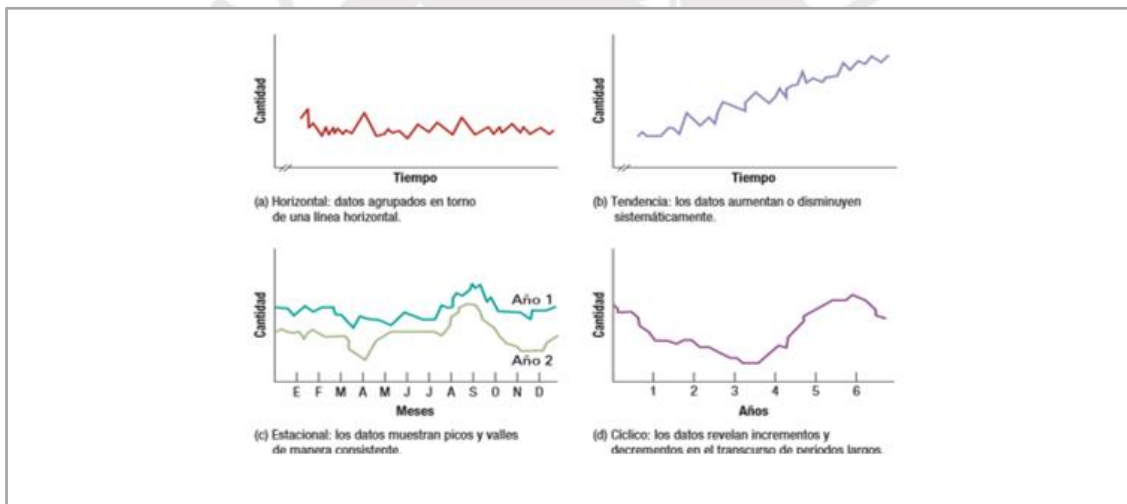 Cantidad
Tiempo
(a) Horizontal: datos agrupados en torno
de una línea horizontal.
Cantidad
Tiempo
(b) Tendencia: los datos aumentan o disminuyen
sistemáticamente.
Cantidad
Año 1
Año 2
E F M A M J J A S O N D
Meses
(c) Estacional: los datos muestran picos y valles
de manera consistente.
Cantidad
1 2 3 4 5 6
Años
(d) Cíclico: los datos revelan incrementos y
decrementos en el transcurso de periodos largos.